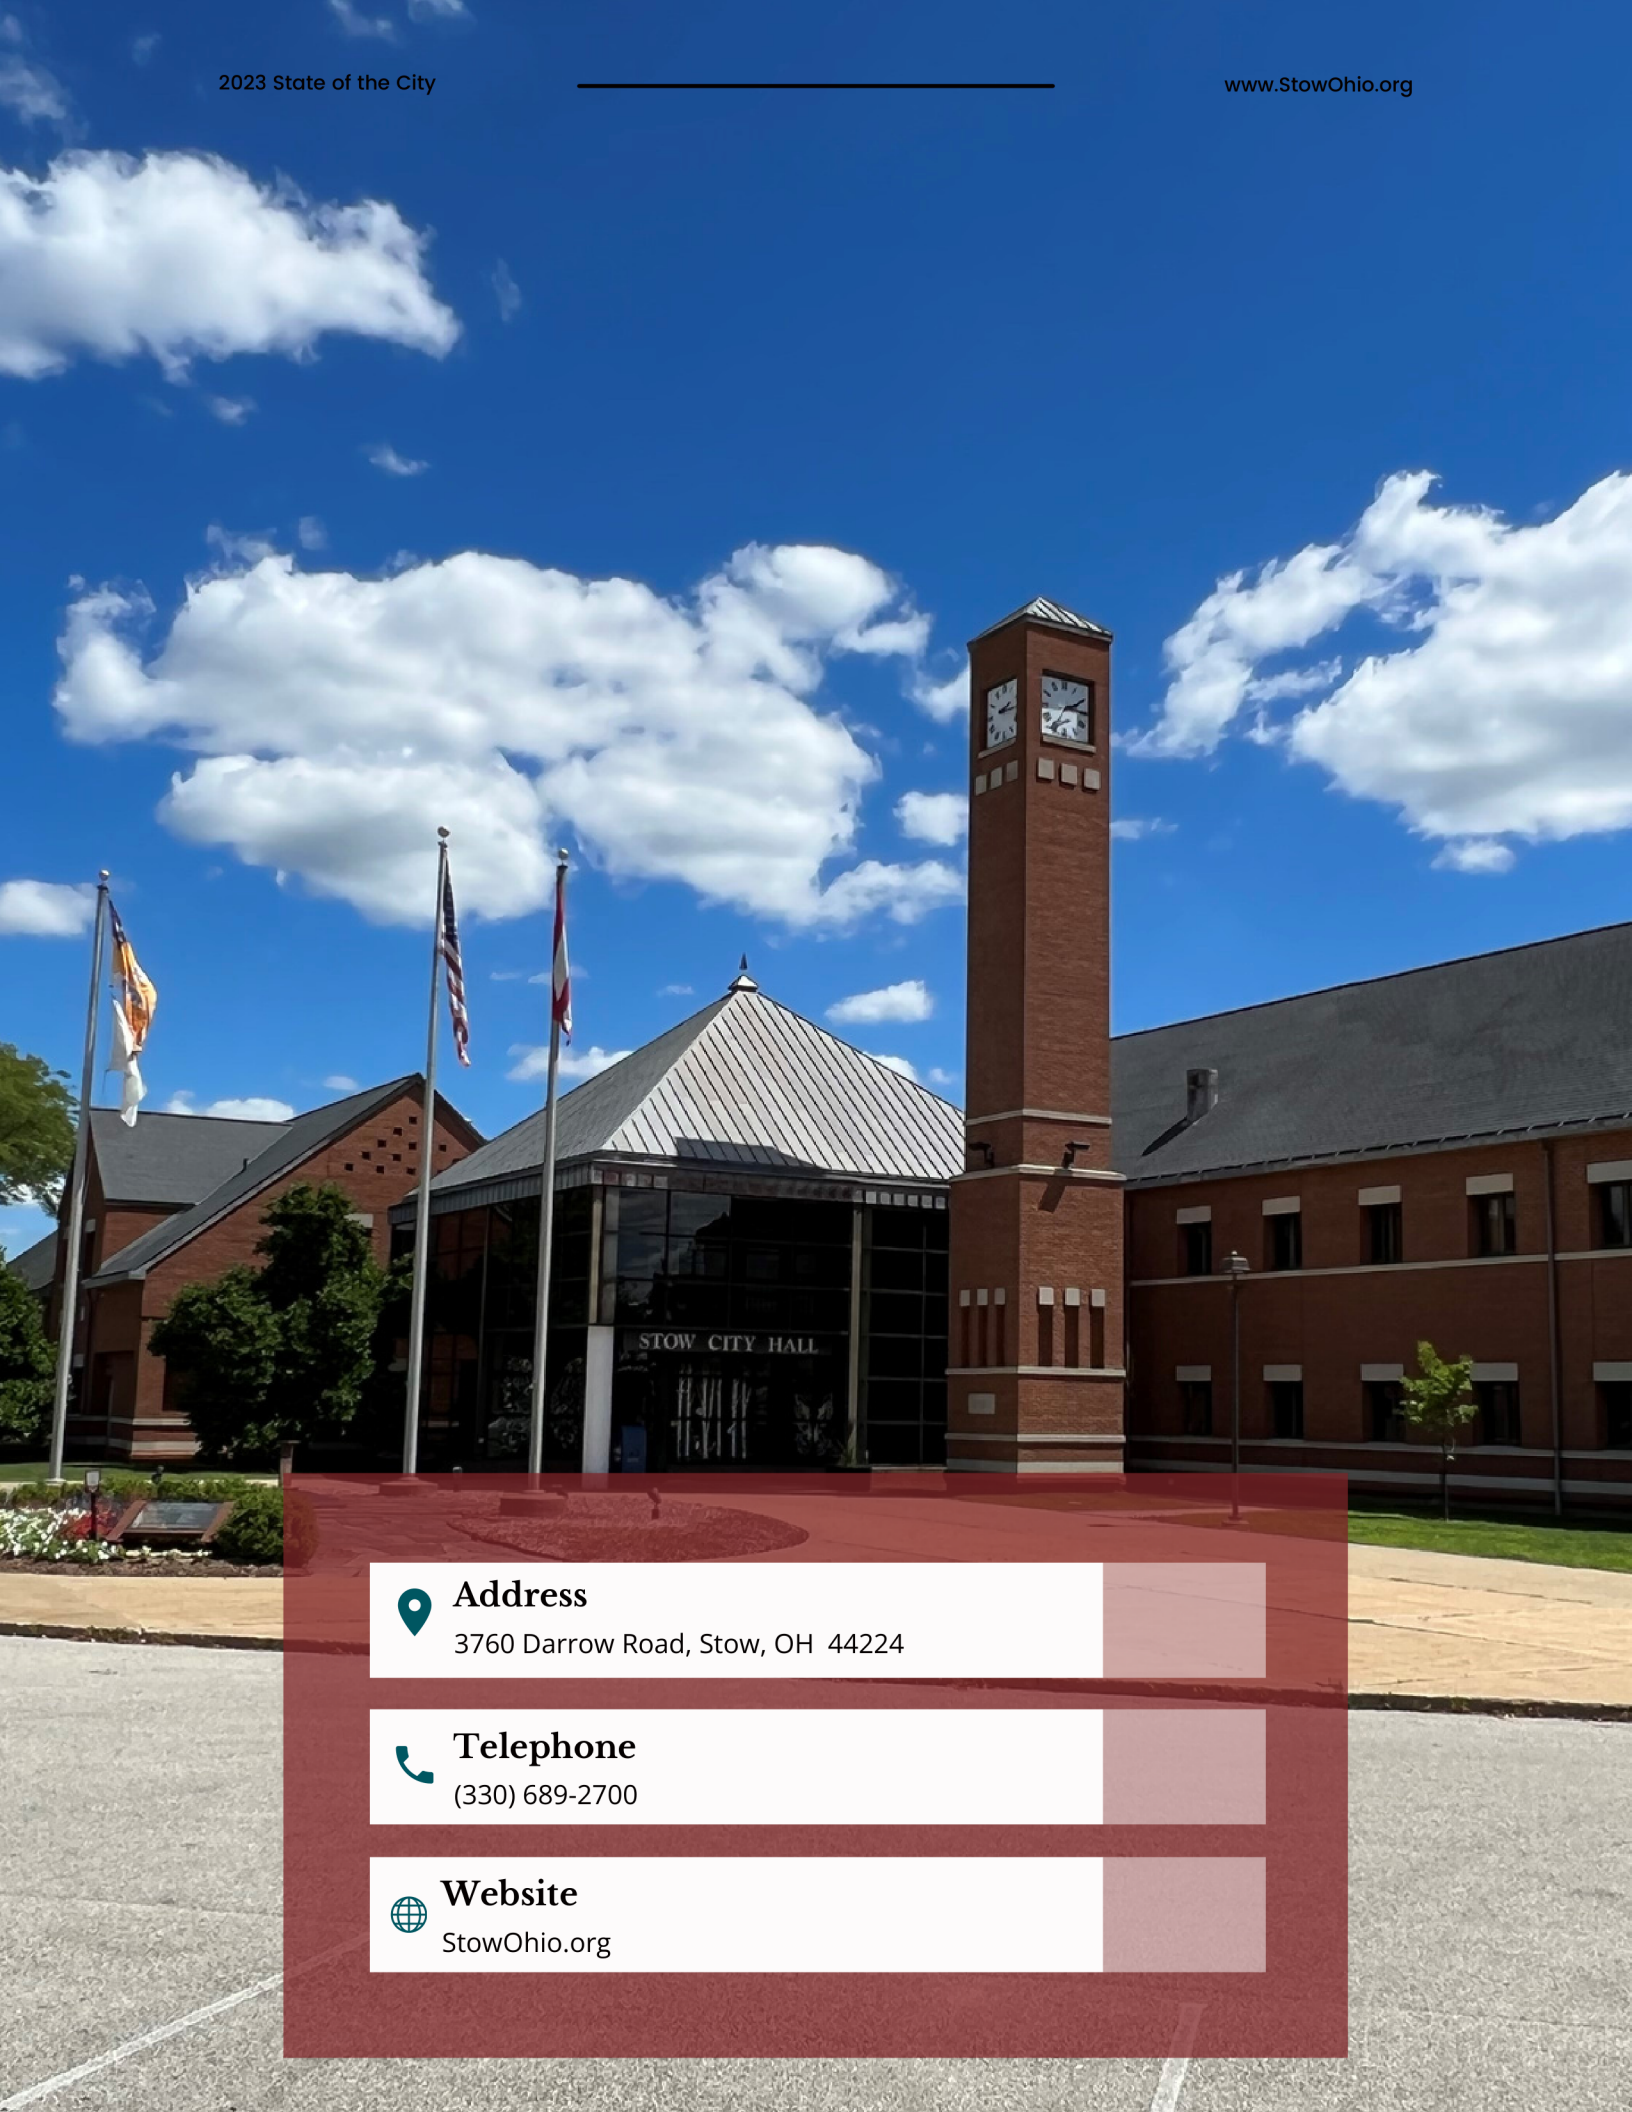 2023 State of the City
www.StowOhio.org
STOW CITY HALL
Address
3760 Darrow Road, Stow, OH  44224
Telephone
(330) 689-2700
Website
StowOhio.org